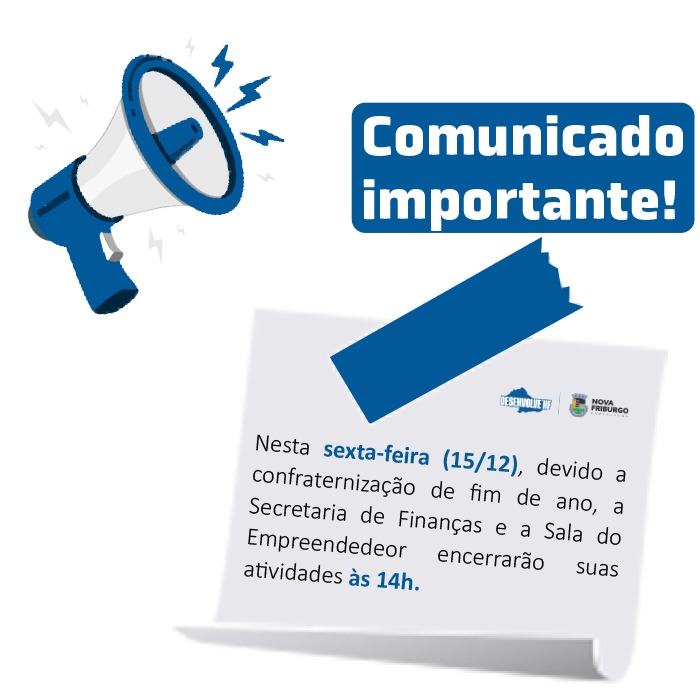 Comunicado
importante!
DESENVOLVE NF
NOVA
FRIBURGO
PREFEITURA
Nesta sexta-feira (15/12), devido a
confraternização de fim de ano, a
Secretaria de Finanças e a Sala do
Empreendedeor encerrarão suas
atividades às 14h.